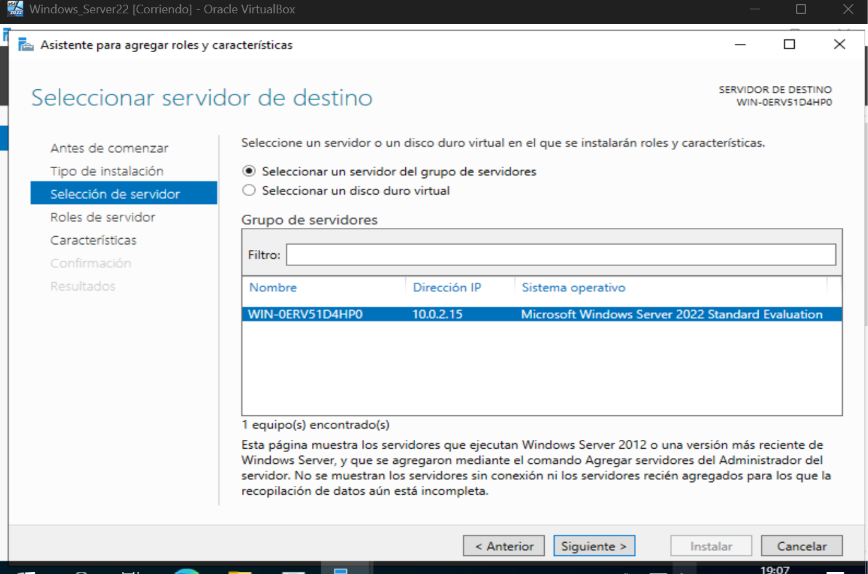 Windows_Server22 [Corriendo] - Oracle VirtualBox
Asistente para agregar roles y características
Seleccionar servidor de destino
SERVIDOR DE DESTINO
WIN-0ERV51D4HP0
Antes de comenzar
Tipo de instalación
Selección de servidor
Roles de servidor
Características
Confirmación
Resultados
Seleccione un servidor o un disco duro virtual en el que se instalarán roles y características.
Seleccionar un servidor del grupo de servidores
Seleccionar un disco duro virtual
Grupo de servidores
Filtro:
Nombre Dirección IP Sistema operativo
WIN-0ERV51D4HP0 10.0.2.15 Microsoft Windows Server 2022 Standard Evaluation
1 equipo(s) encontrado(s)
Esta página muestra los servidores que ejecutan Windows Server 2012 o una versión más reciente de
Windows Server, y que se agregaron mediante el comando Agregar servidores del Administrador del
servidor. No se muestran los servidores sin conexión ni los servidores recién agregados para los que la
recopilación de datos aún está incompleta.
< Anterior Siguiente > Instalar Cancelar
19:07